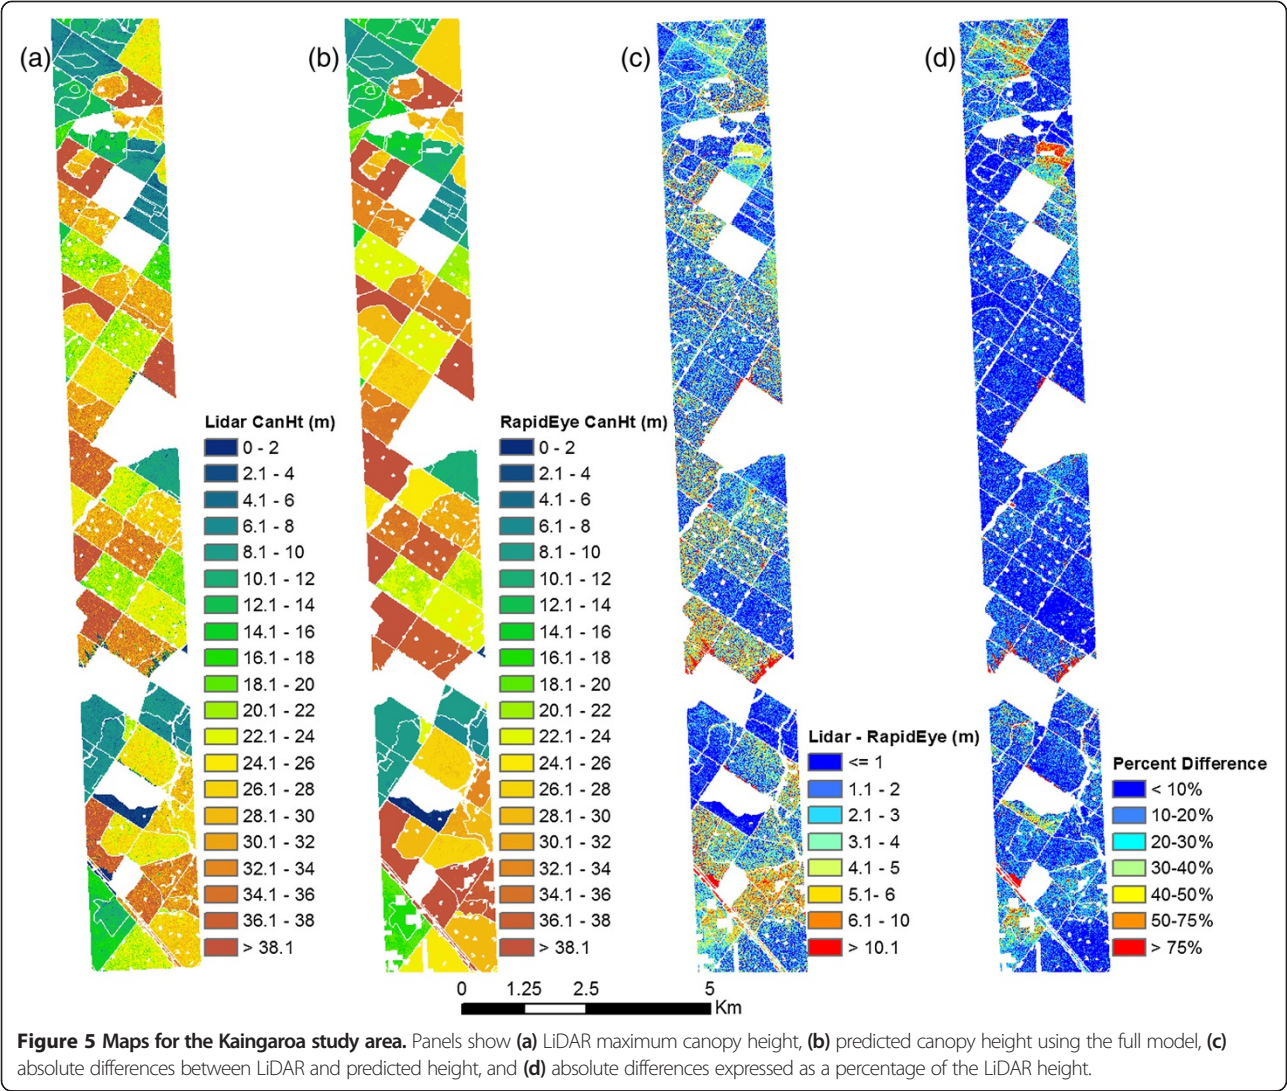 (a)
(b)
(c)
(d)
Lidar CanHt (m)
0 - 2
2.1 - 4
4.1 - 6
6.1 - 8
8.1 - 10
10.1 - 12
12.1 - 14
14.1 - 16
16.1 - 18
18.1 - 20
20.1 - 22
22.1 - 24
24.1 - 26
26.1 - 28
28.1 - 30
30.1 - 32
32.1 - 34
34.1 - 36
36.1 - 38
> 38.1
RapidEye CanHt (m)
0 - 2
2.1 - 4
4.1 - 6
6.1 - 8
8.1 - 10
10.1 - 12
12.1 - 14
14.1 - 16
16.1 - 18
18.1 - 20
20.1 - 22
22.1 - 24
24.1 - 26
26.1 - 28
28.1 - 30
30.1 - 32
32.1 - 34
34.1 - 36
36.1 - 38
> 38.1
Lidar - RapidEye (m)
<= 1
1.1 - 2
2.1 - 3
3.1 - 4
4.1 - 5
5.1- 6
6.1 - 10
> 10.1
Percent Difference
< 10%
10-20%
20-30%
30-40%
40-50%
50-75%
> 75%
0 1.25 2.5 5
Km
Figure 5 Maps for the Kaingaroa study area. Panels show (a) LiDAR maximum canopy height, (b) predicted canopy height using the full model, (c)
absolute differences between LiDAR and predicted height, and (d) absolute differences expressed as a percentage of the LiDAR height.